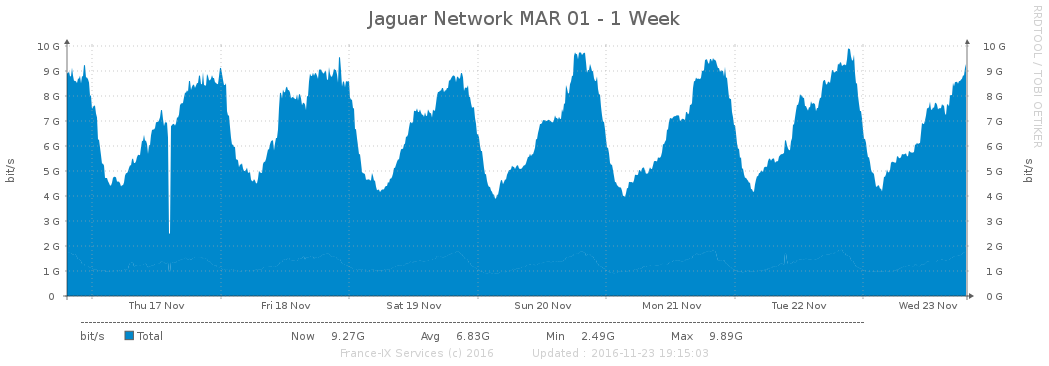 Jaguar Network MAR 01 - 1 Week
RRDTOOL / TOBI OETIKER
bit/s
10 G
9 G
8 G
7 G
6 G
5 G
4 G
3 G
2 G
1 G
0
10 G
9 G
8 G
7 G
6 G
5 G
4 G
3 G
2 G
1 G
0 G
bit/s
Thu 17 Nov Fri 18 Nov Sat 19 Nov Sun 20 Nov Mon 21 Nov Tue 22 Nov Wed 23 Nov
bit/s Total Now 9.27G Avg 6.83G Min 2.49G Max 9.89G
France-IX Services (c) 2016 Updated : 2016-11-23 19:15:03